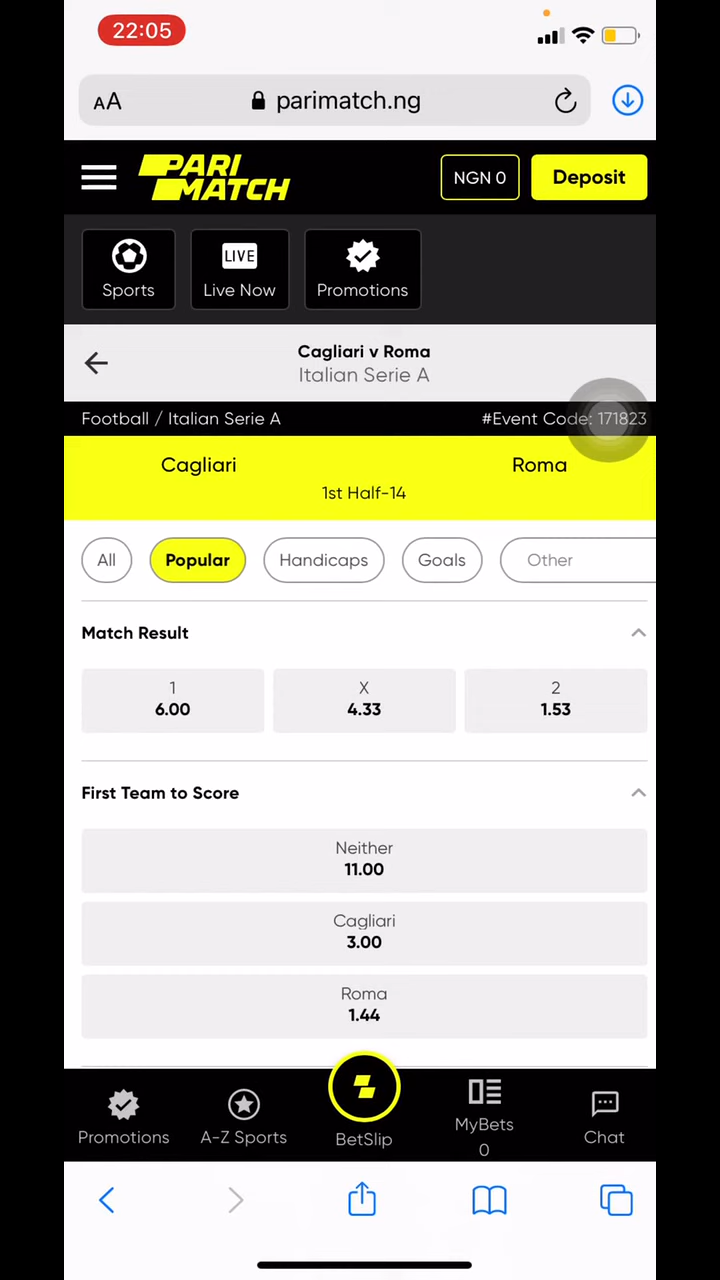 22:05
AA parimatch.ng
PARI MATCH
NGN 0
Deposit
Sports
LIVE
Live Now
Promotions
Cagliari v Roma
Italian Serie A
Football / Italian Serie A #Event Code: 171823
Cagliari Roma
1st Half-14
All Popular Handicaps Goals Other
Match Result
1 X 2
6.00 4.33 1.53
First Team to Score
Neither
11.00
Cagliari
3.00
Roma
1.44
Promotions A-Z Sports BetSlip MyBets Chat
0